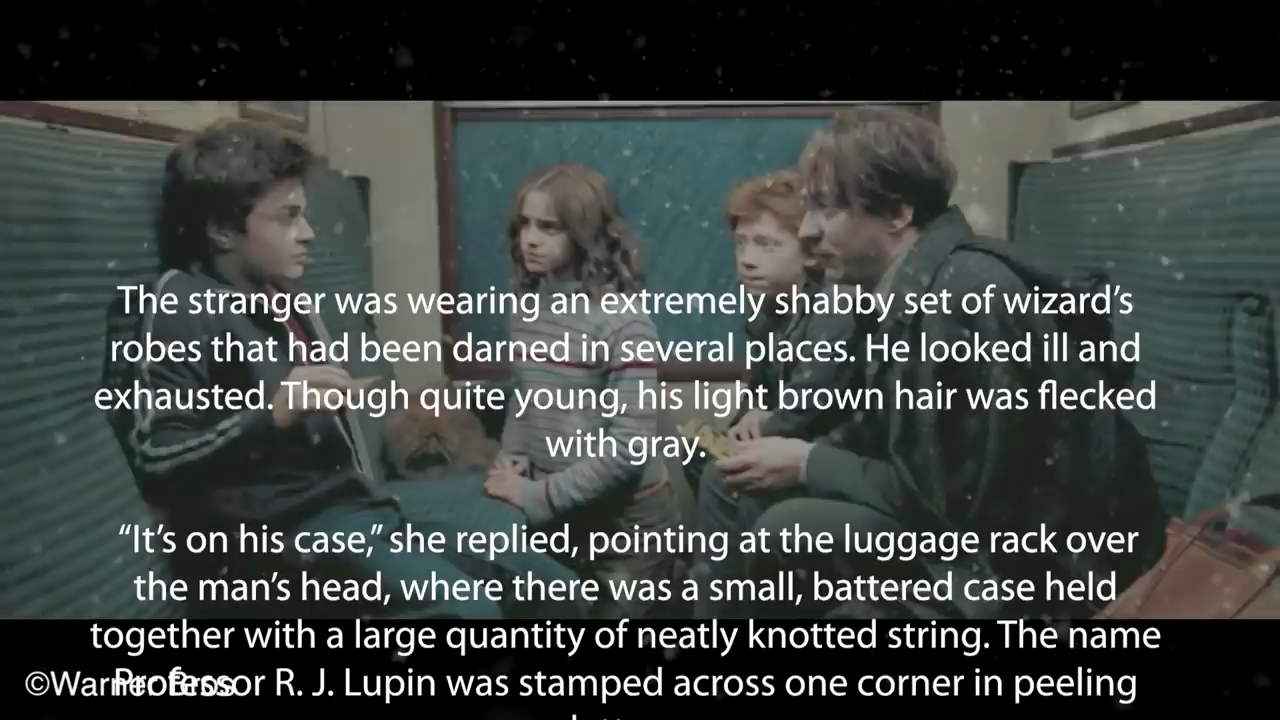 The stranger was wearing an extremely shabby set of wizard’s
robes that had been darned in several places. He looked ill and
exhausted. Though quite young, his light brown hair was flecked
with gray.
“It’s on his case,” she replied, pointing at the luggage rack over
the man’s head, where there was a small, battered case held
together with a large quantity of neatly knotted string. The name
Professor R. J. Lupin was stamped across one corner in peeling
©Warner Bros